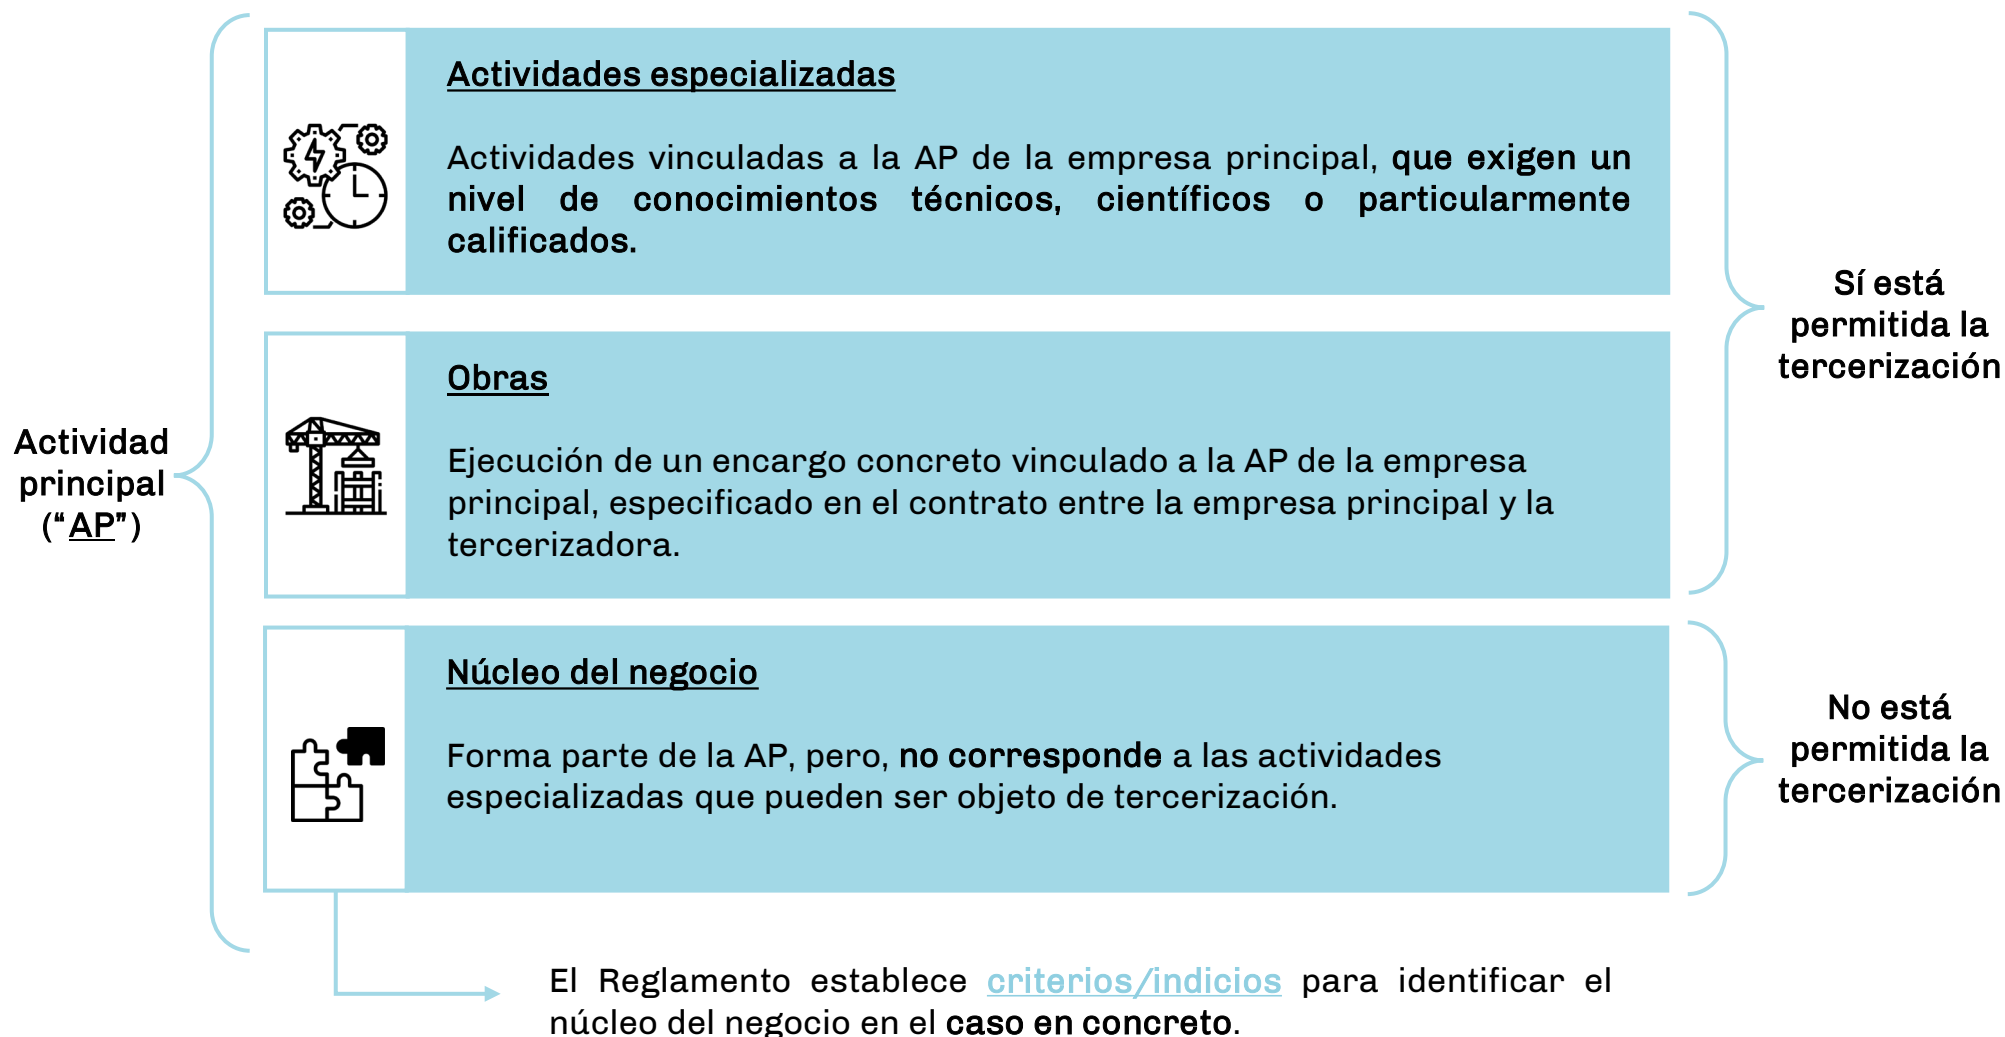 Actividades especializadas
Actividades vinculadas a la AP de la empresa principal, que exigen un
nivel de conocimientos técnicos, científicos o particularmente
calificados.
Sí está
permitida la
tercerización
Obras
Ejecución de un encargo concreto vinculado a la AP de la empresa
principal, especificado en el contrato entre la empresa principal y la
tercerizadora.
Actividad
principal
(“AP”)
Núcleo del negocio
Forma parte de la AP, pero, no corresponde a las actividades
especializadas que pueden ser objeto de tercerización.
No está
permitida la
tercerización
El Reglamento establece criterios/indicios para identificar el
núcleo del negocio en el caso en concreto.